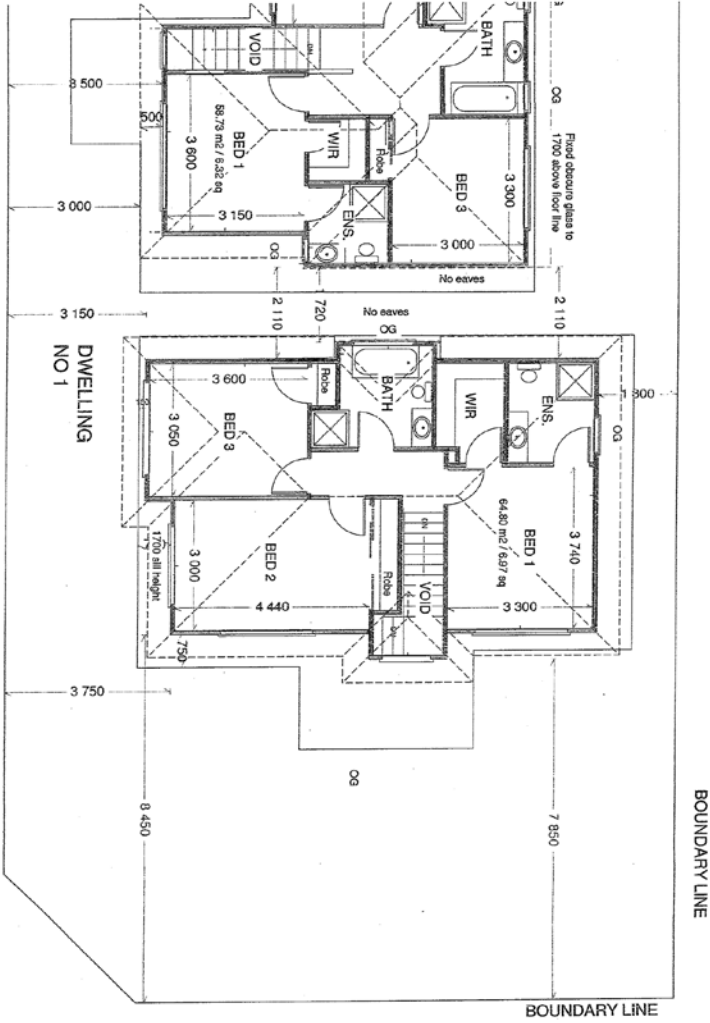 VOID
DN
BATH
OG
3 500
500
BED 1
58.73 m2 / 6.32 sq
3 600
3 150
WIR
Robe
ENS.
BED 3
3 300
3 000
Fixed obscure glass to
1700 above floor line
OG
3 000
OG
No eaves
3 150
2 110
720
No eaves
OG
2 110
DWELLING
NO 1
3 600
Robe
BATH
WIR
ENS.
1 800
OG
3 050
BED 3
BED 1
64.80 m2 / 6.97 sq
3 740
3 300
DN
VOID
Robe
BED 2
3 000
4 440
1700 sill height
750
3 750
OG
8 450
7 850
BOUNDARY LINE
BOUNDARY LINE